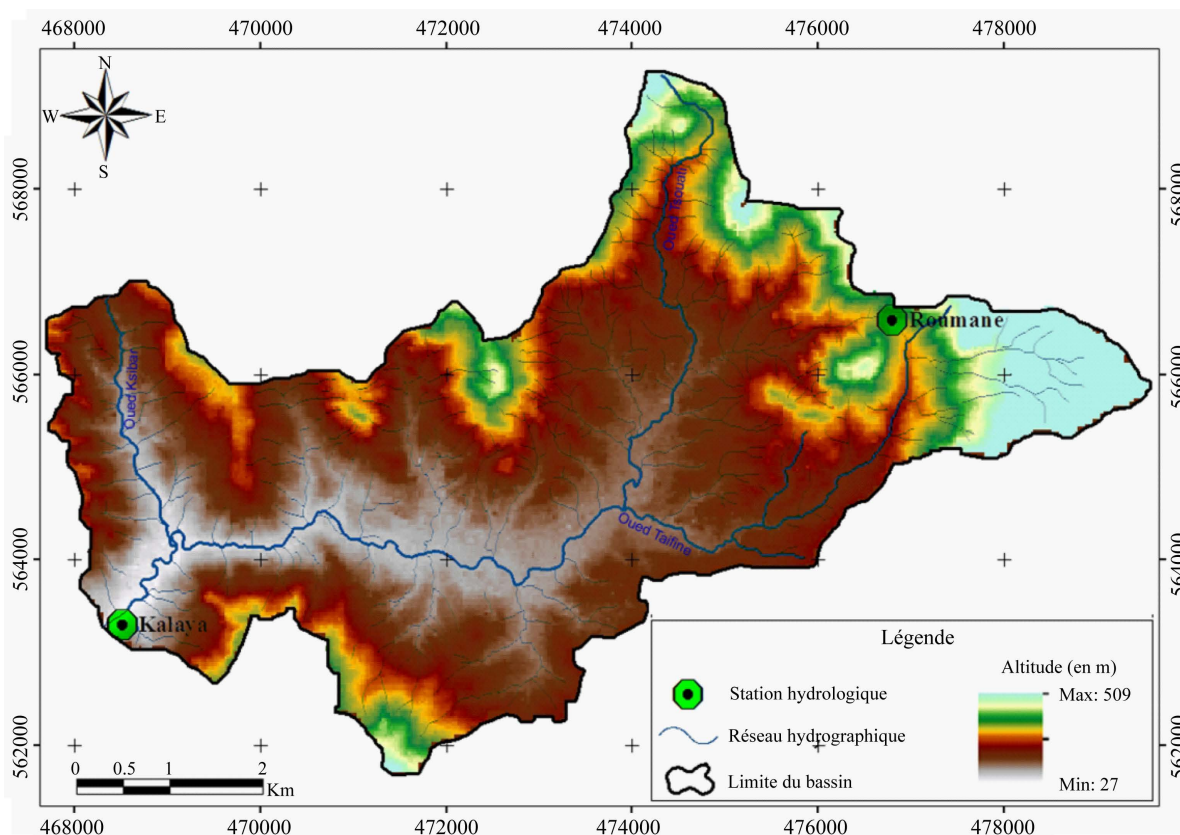 468000 470000 472000 474000 476000 478000
N
W E
S
568000 568000
Oued Tsouali
Roumane
566000 566000
Oued Ksibar
Oued Taifine
564000 564000
Kalaya
Légende
Altitude (en m)
Station hydrologique
Max: 509
Réseau hydrographique
562000 562000
Limite du bassin
Min: 27
0 0.5 1 2
Km
468000 470000 472000 474000 476000 478000